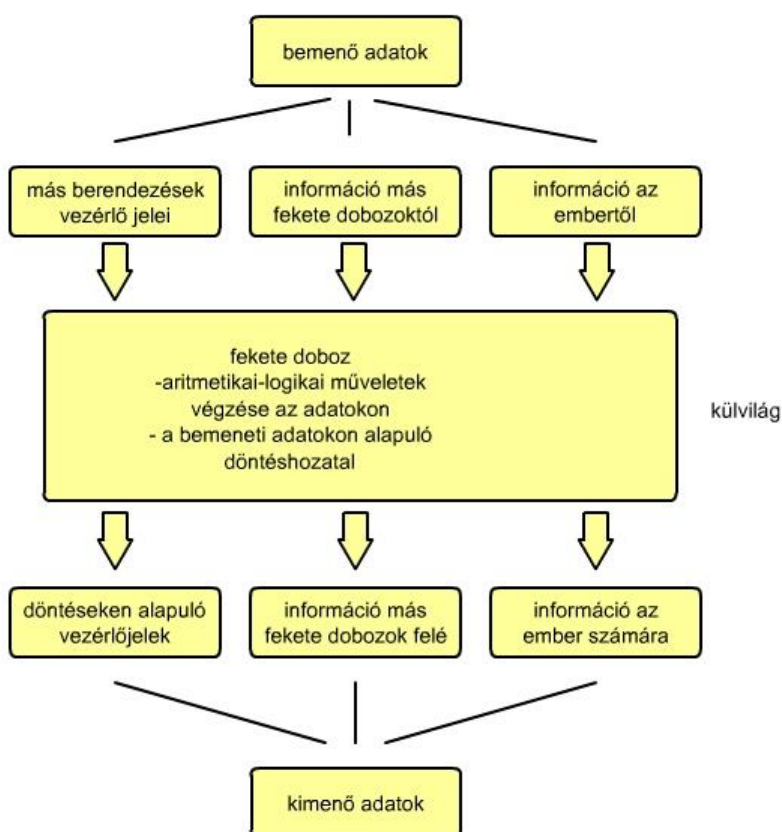 bemenő adatok
más berendezések
vezérlő jelei
információ más
fekete dobozoktól
információ az
embertől
fekete doboz
-aritmetikai-logikai műveletek
végzése az adatokon
- a bemeneti adatokon alapuló
döntéshozatal
külvilág
döntéseken alapuló
vezérlőjelek
információ más
fekete dobozok felé
információ az
ember számára
kimenő adatok